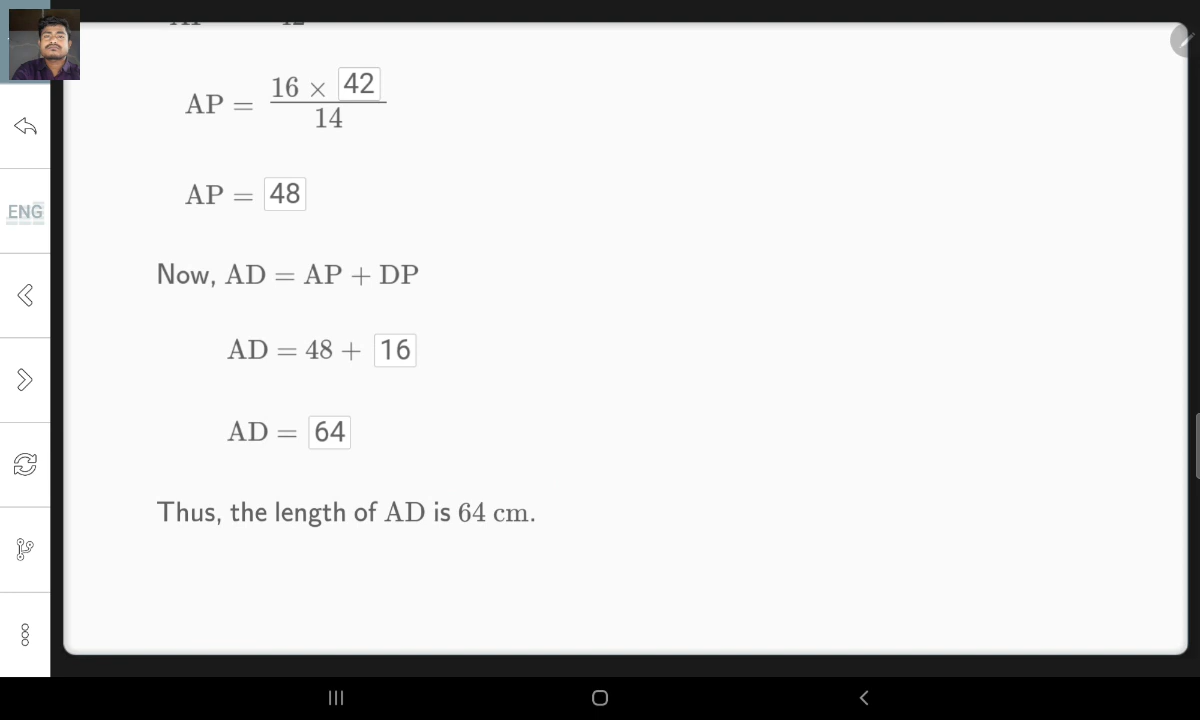 AP = 16 × 42 / 14
AP = 48
ENG
Now, AD = AP + DP
AD = 48 + 16
AD = 64
Thus, the length of AD is 64 cm.